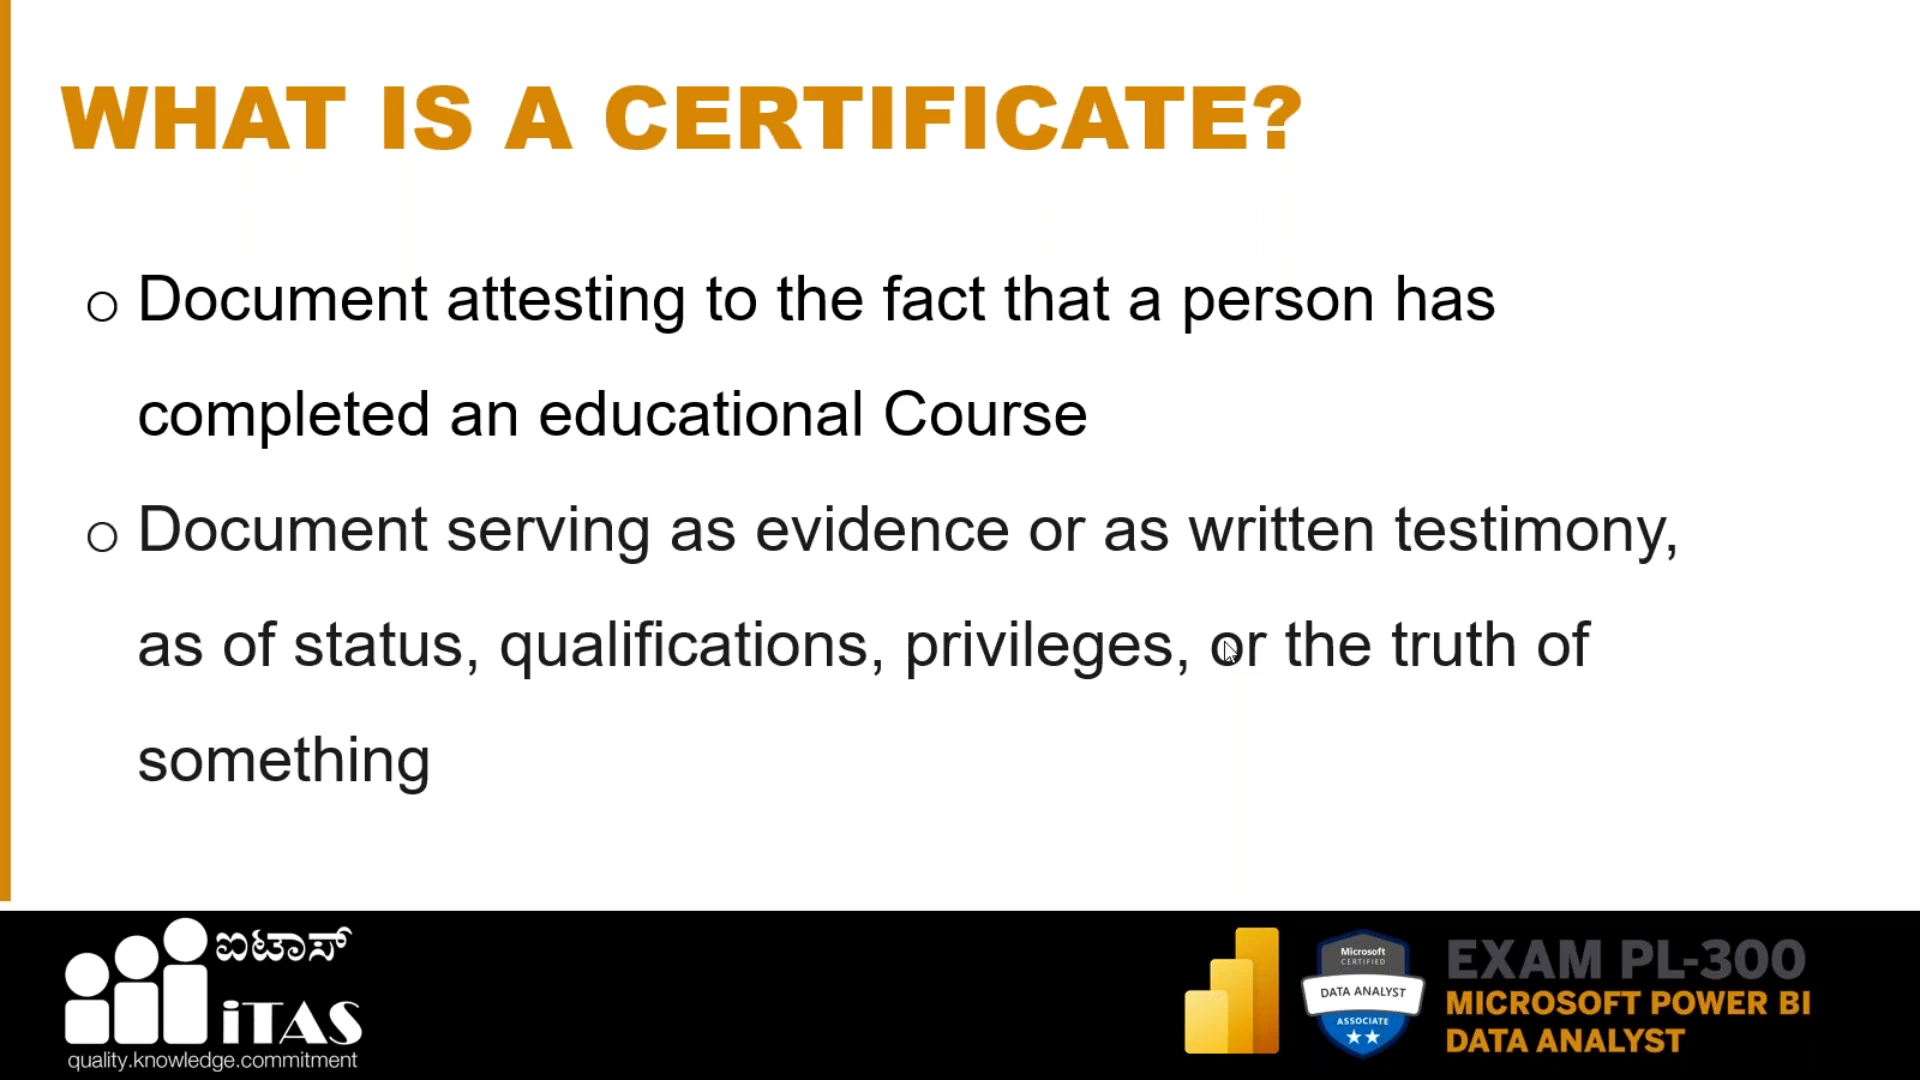 WHAT IS A CERTIFICATE?
o Document attesting to the fact that a person has
completed an educational Course
o Document serving as evidence or as written testimony,
as of status, qualifications, privileges, or the truth of
something
ಐಟಾಸ್
iTAS
quality.knowledge.commitment
Microsoft
CERTIFIED
DATA ANALYST
ASSOCIATE
EXAM PL-300
MICROSOFT POWER BI
DATA ANALYST